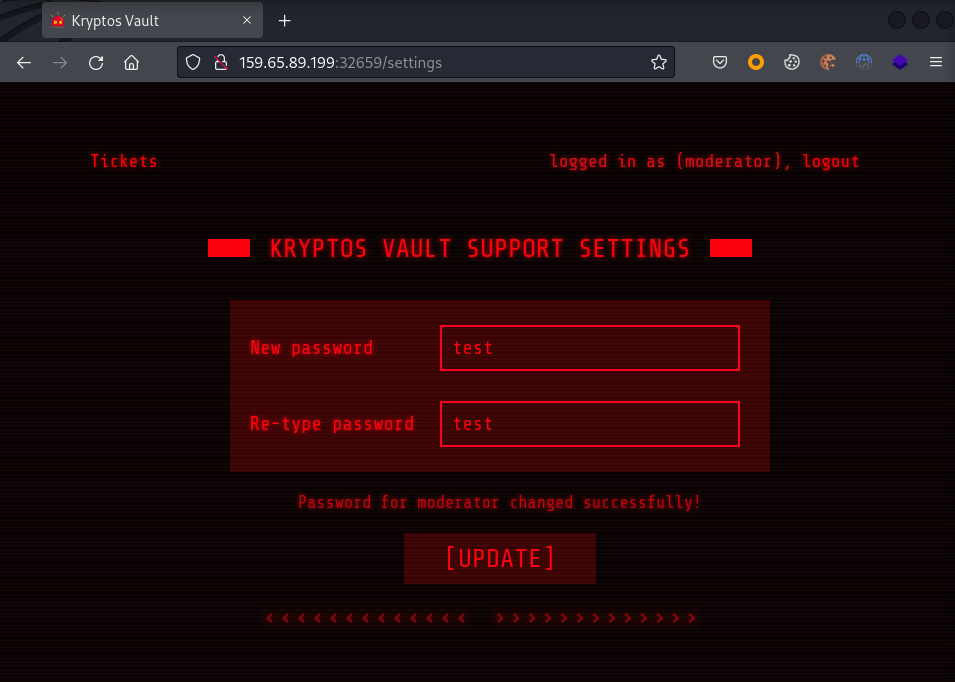 Kryptos Vault
159.65.89.199:32659/settings
Tickets
logged in as (moderator), logout
KRYPTOS VAULT SUPPORT SETTINGS
New password
test
Re-type password
test
Password for moderator changed successfully!
[UPDATE]
<<<<<<<<<<<<< >>>>>>>>>>>>>